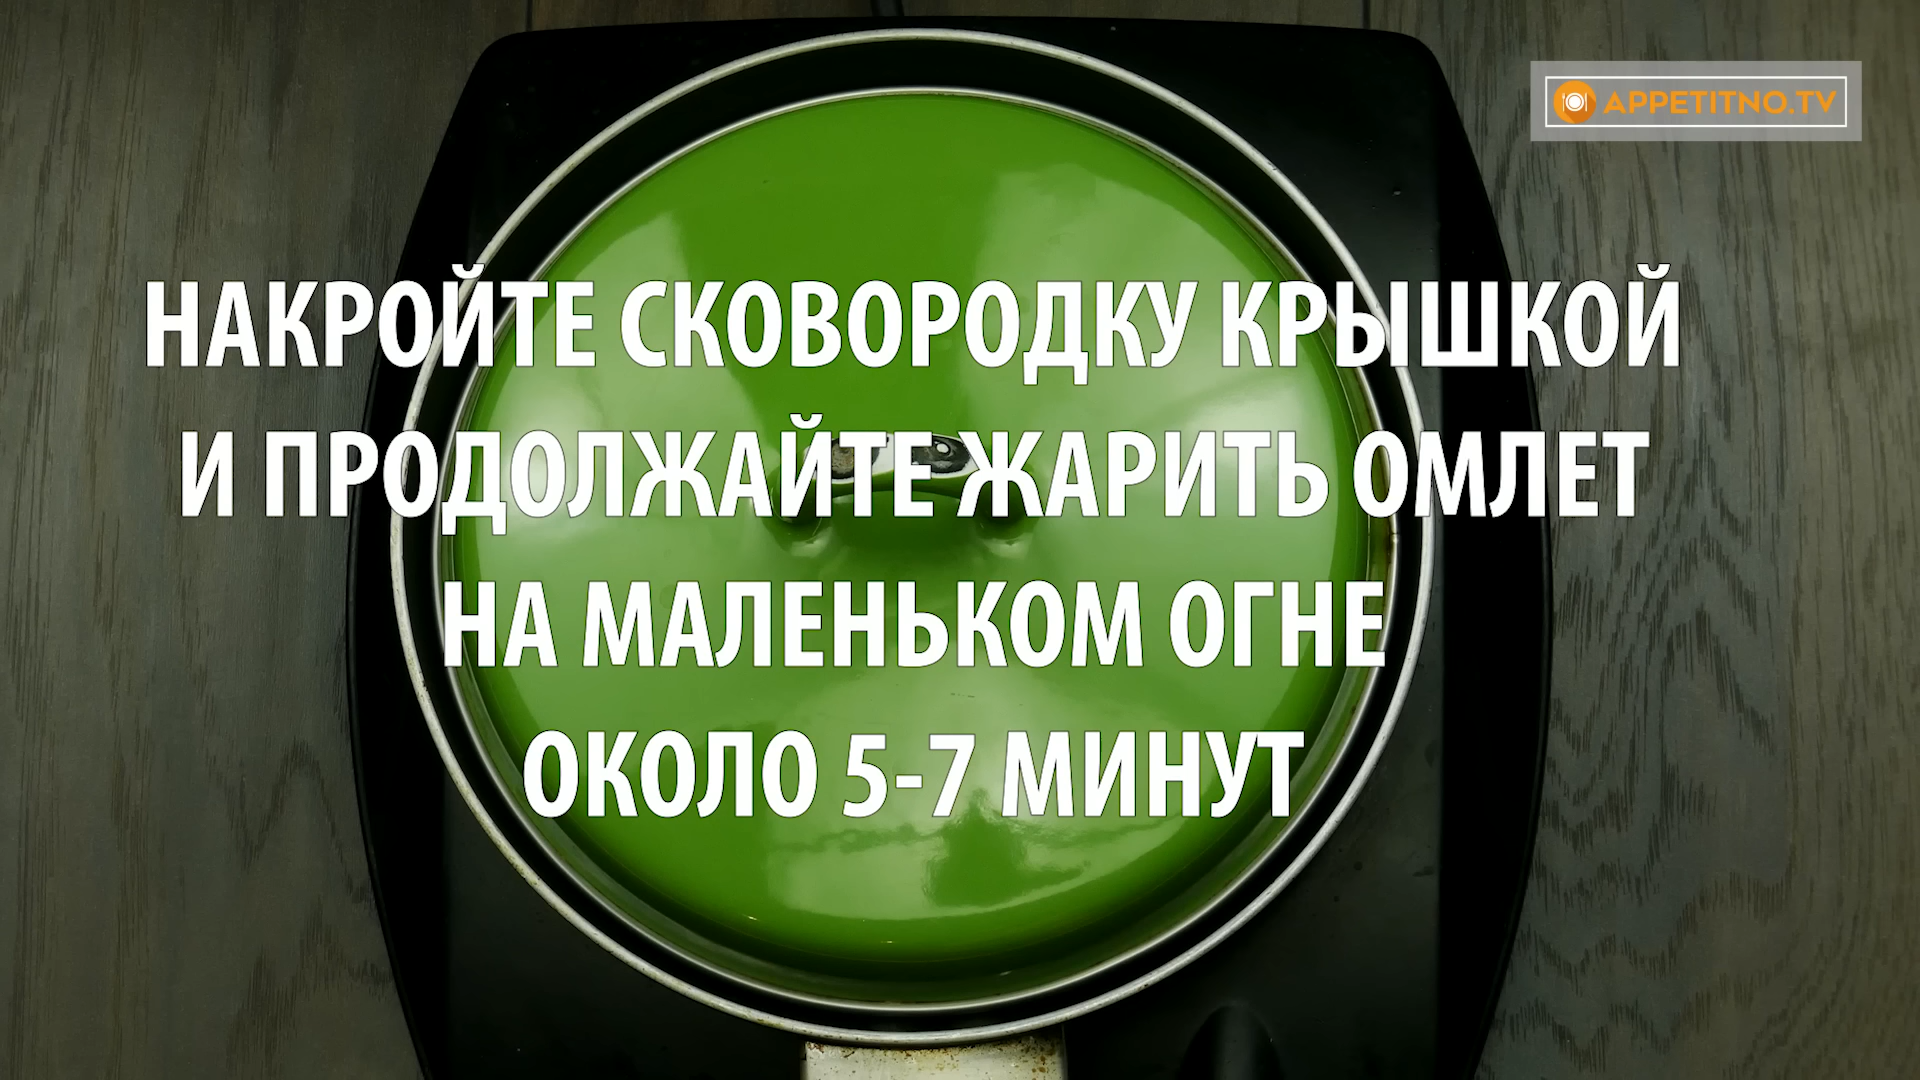 APPETITNO.TV
НАКРОЙТЕ СКОВОРОДКУ КРЫШКОЙ
И ПРОДОЛЖАЙТЕ ЖАРИТЬ ОМЛЕТ
НА МАЛЕНЬКОМ ОГНЕ
ОКОЛО 5-7 МИНУТ